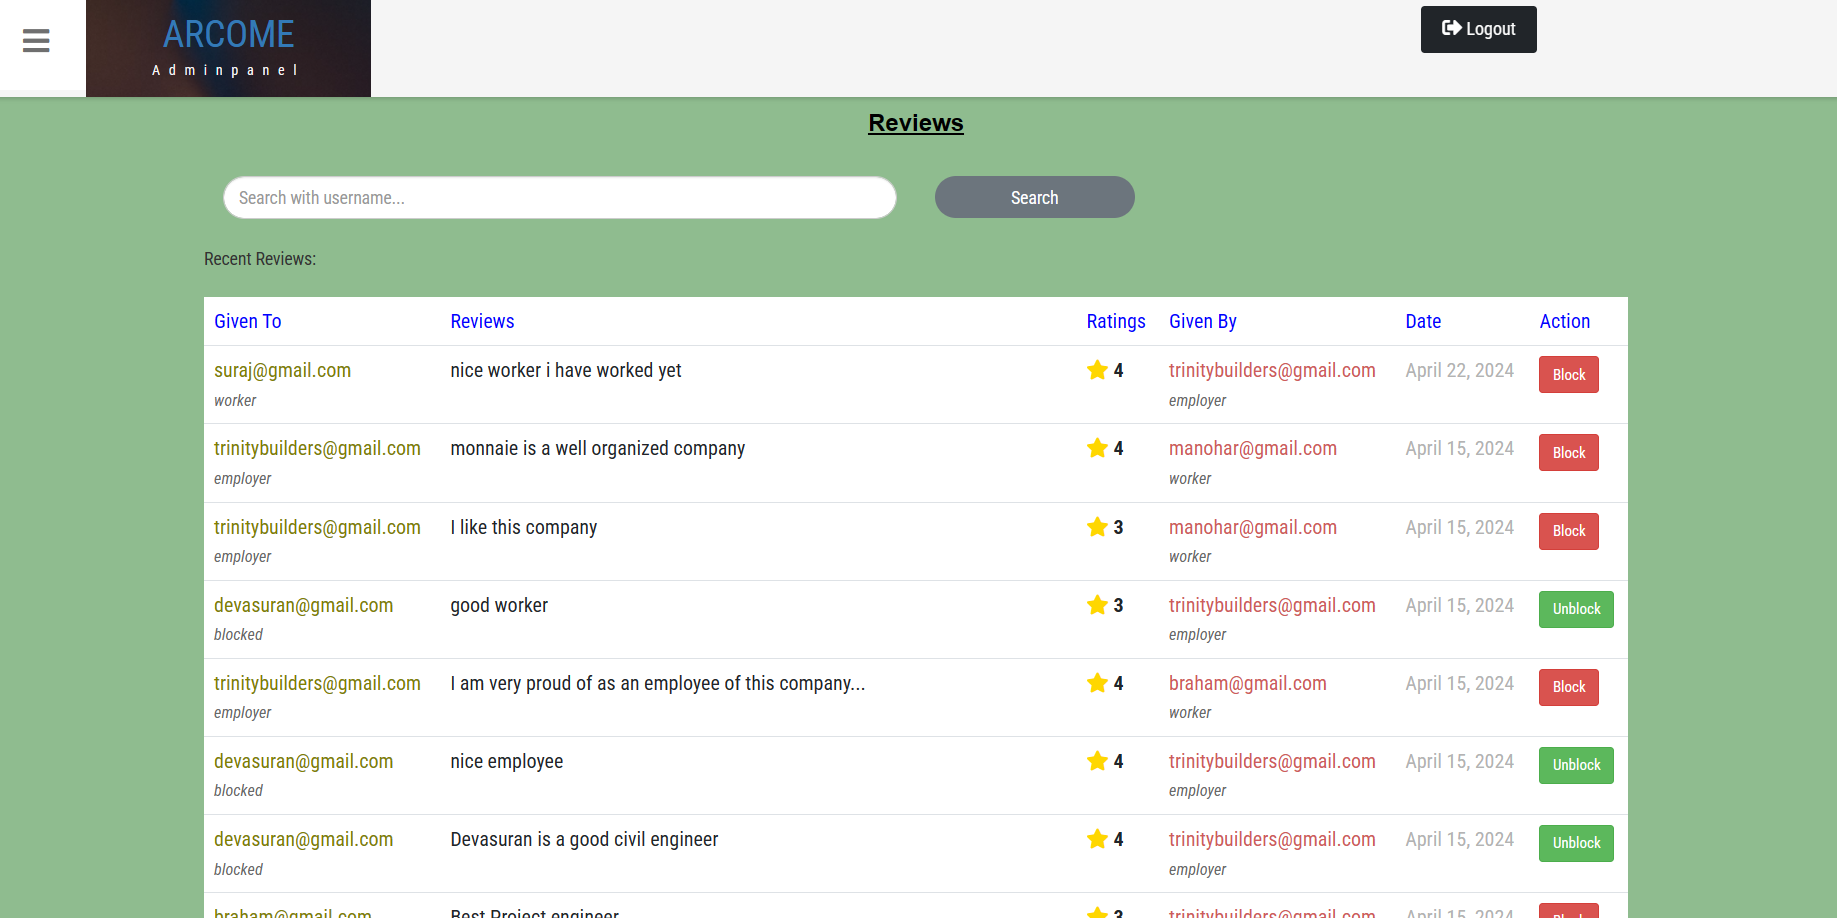 ARCOME
Adminpanel
Logout
Reviews
Search with username...
Search
Recent Reviews:
Given To Reviews Ratings Given By Date Action
suraj@gmail.com nice worker i have worked yet 4 trinitybuilders@gmail.com April 22, 2024 Block
worker employer
trinitybuilders@gmail.com monnaie is a well organized company 4 manohar@gmail.com April 15, 2024 Block
employer worker
trinitybuilders@gmail.com I like this company 3 manohar@gmail.com April 15, 2024 Block
employer worker
devasuran@gmail.com good worker 3 trinitybuilders@gmail.com April 15, 2024 Unblock
blocked employer
trinitybuilders@gmail.com I am very proud of as an employee of this company... 4 braham@gmail.com April 15, 2024 Block
employer worker
devasuran@gmail.com nice employee 4 trinitybuilders@gmail.com April 15, 2024 Unblock
blocked employer
devasuran@gmail.com Devasuran is a good civil engineer 4 trinitybuilders@gmail.com April 15, 2024 Unblock
blocked employer
braham@gmail.com Best Project engineer 3 trinitybuilders@gmail.com April 15, 2024 Block